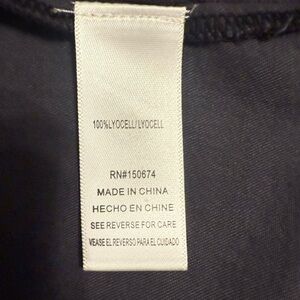 100%LYOCELL/LYOCELL
RN#150674
MADE IN CHINA
HECHO EN CHINE
SEE REVERSE FOR CARE
VEASE EL REVERSO PARA EL CUIDADO